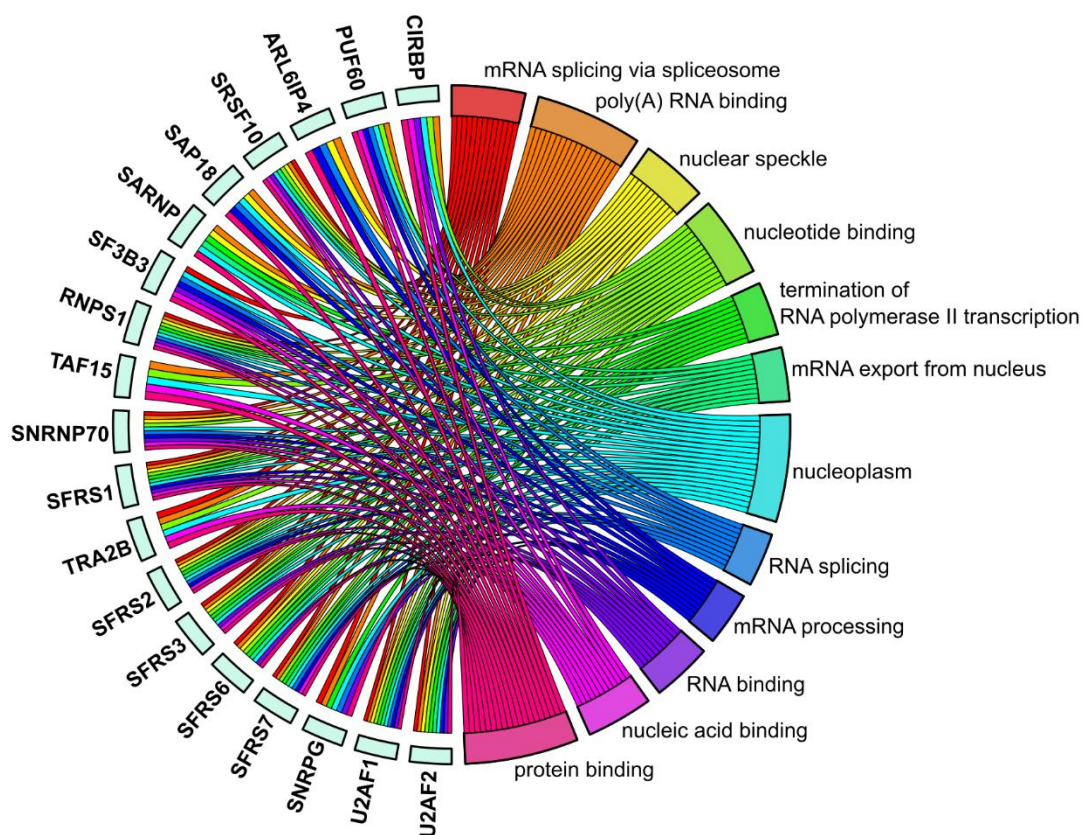 CIRBP
PUF60
ARL6IP4
SRSF10
SAP18
SARNP
SF3B3
RNPS1
TAF15
SNRNP70
SFRS1
TRA2B
SFRS2
SFRS3
SFRS6
SFRS7
SNRPG
U2AF1
U2AF2
mRNA splicing via spliceosome
poly(A) RNA binding
nuclear speckle
nucleotide binding
termination of
RNA polymerase II transcription
mRNA export from nucleus
nucleoplasm
RNA splicing
mRNA processing
RNA binding
nucleic acid binding
protein binding